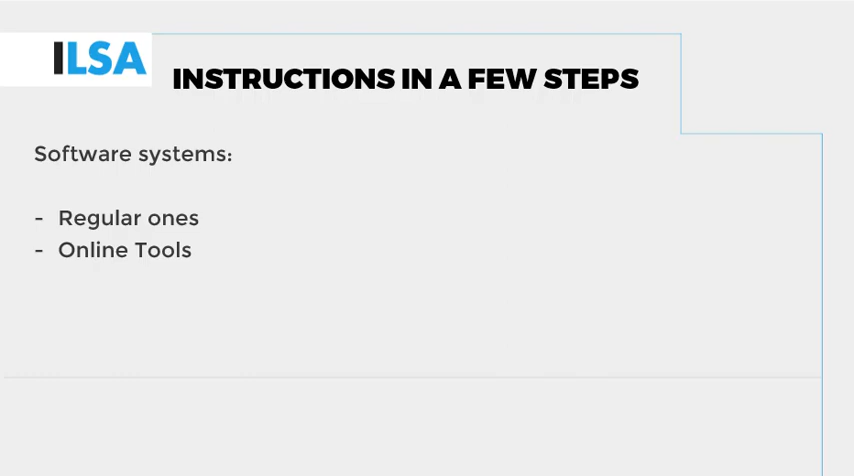 ILSA
INSTRUCTIONS IN A FEW STEPS
Software systems:
- Regular ones
- Online Tools